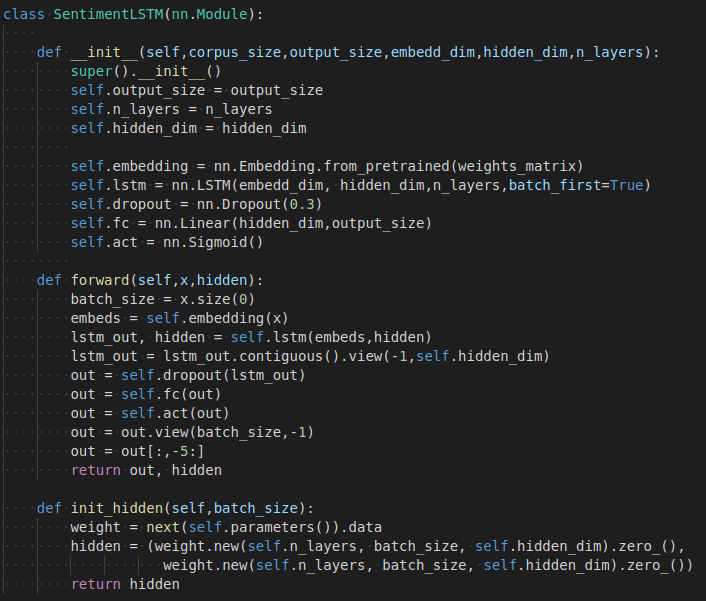 class SentimentLSTM(nn.Module):
    def __init__(self,corpus_size,output_size,embedd_dim,hidden_dim,n_layers):
        super().__init__()
        self.output_size = output_size
        self.n_layers = n_layers
        self.hidden_dim = hidden_dim
        self.embedding = nn.Embedding.from_pretrained(weights_matrix)
        self.lstm = nn.LSTM(embedd_dim, hidden_dim,n_layers,batch_first=True)
        self.dropout = nn.Dropout(0.3)
        self.fc = nn.Linear(hidden_dim,output_size)
        self.act = nn.Sigmoid()
    def forward(self,x,hidden):
        batch_size = x.size(0)
        embeds = self.embedding(x)
        lstm_out, hidden = self.lstm(embeds,hidden)
        lstm_out = lstm_out.contiguous().view(-1,self.hidden_dim)
        out = self.dropout(lstm_out)
        out = self.fc(out)
        out = self.act(out)
        out = out.view(batch_size,-1)
        out = out[:,-5:]
        return out, hidden
    def init_hidden(self,batch_size):
        weight = next(self.parameters()).data
        hidden = (weight.new(self.n_layers, batch_size, self.hidden_dim).zero_(),
                   weight.new(self.n_layers, batch_size, self.hidden_dim).zero_())
        return hidden